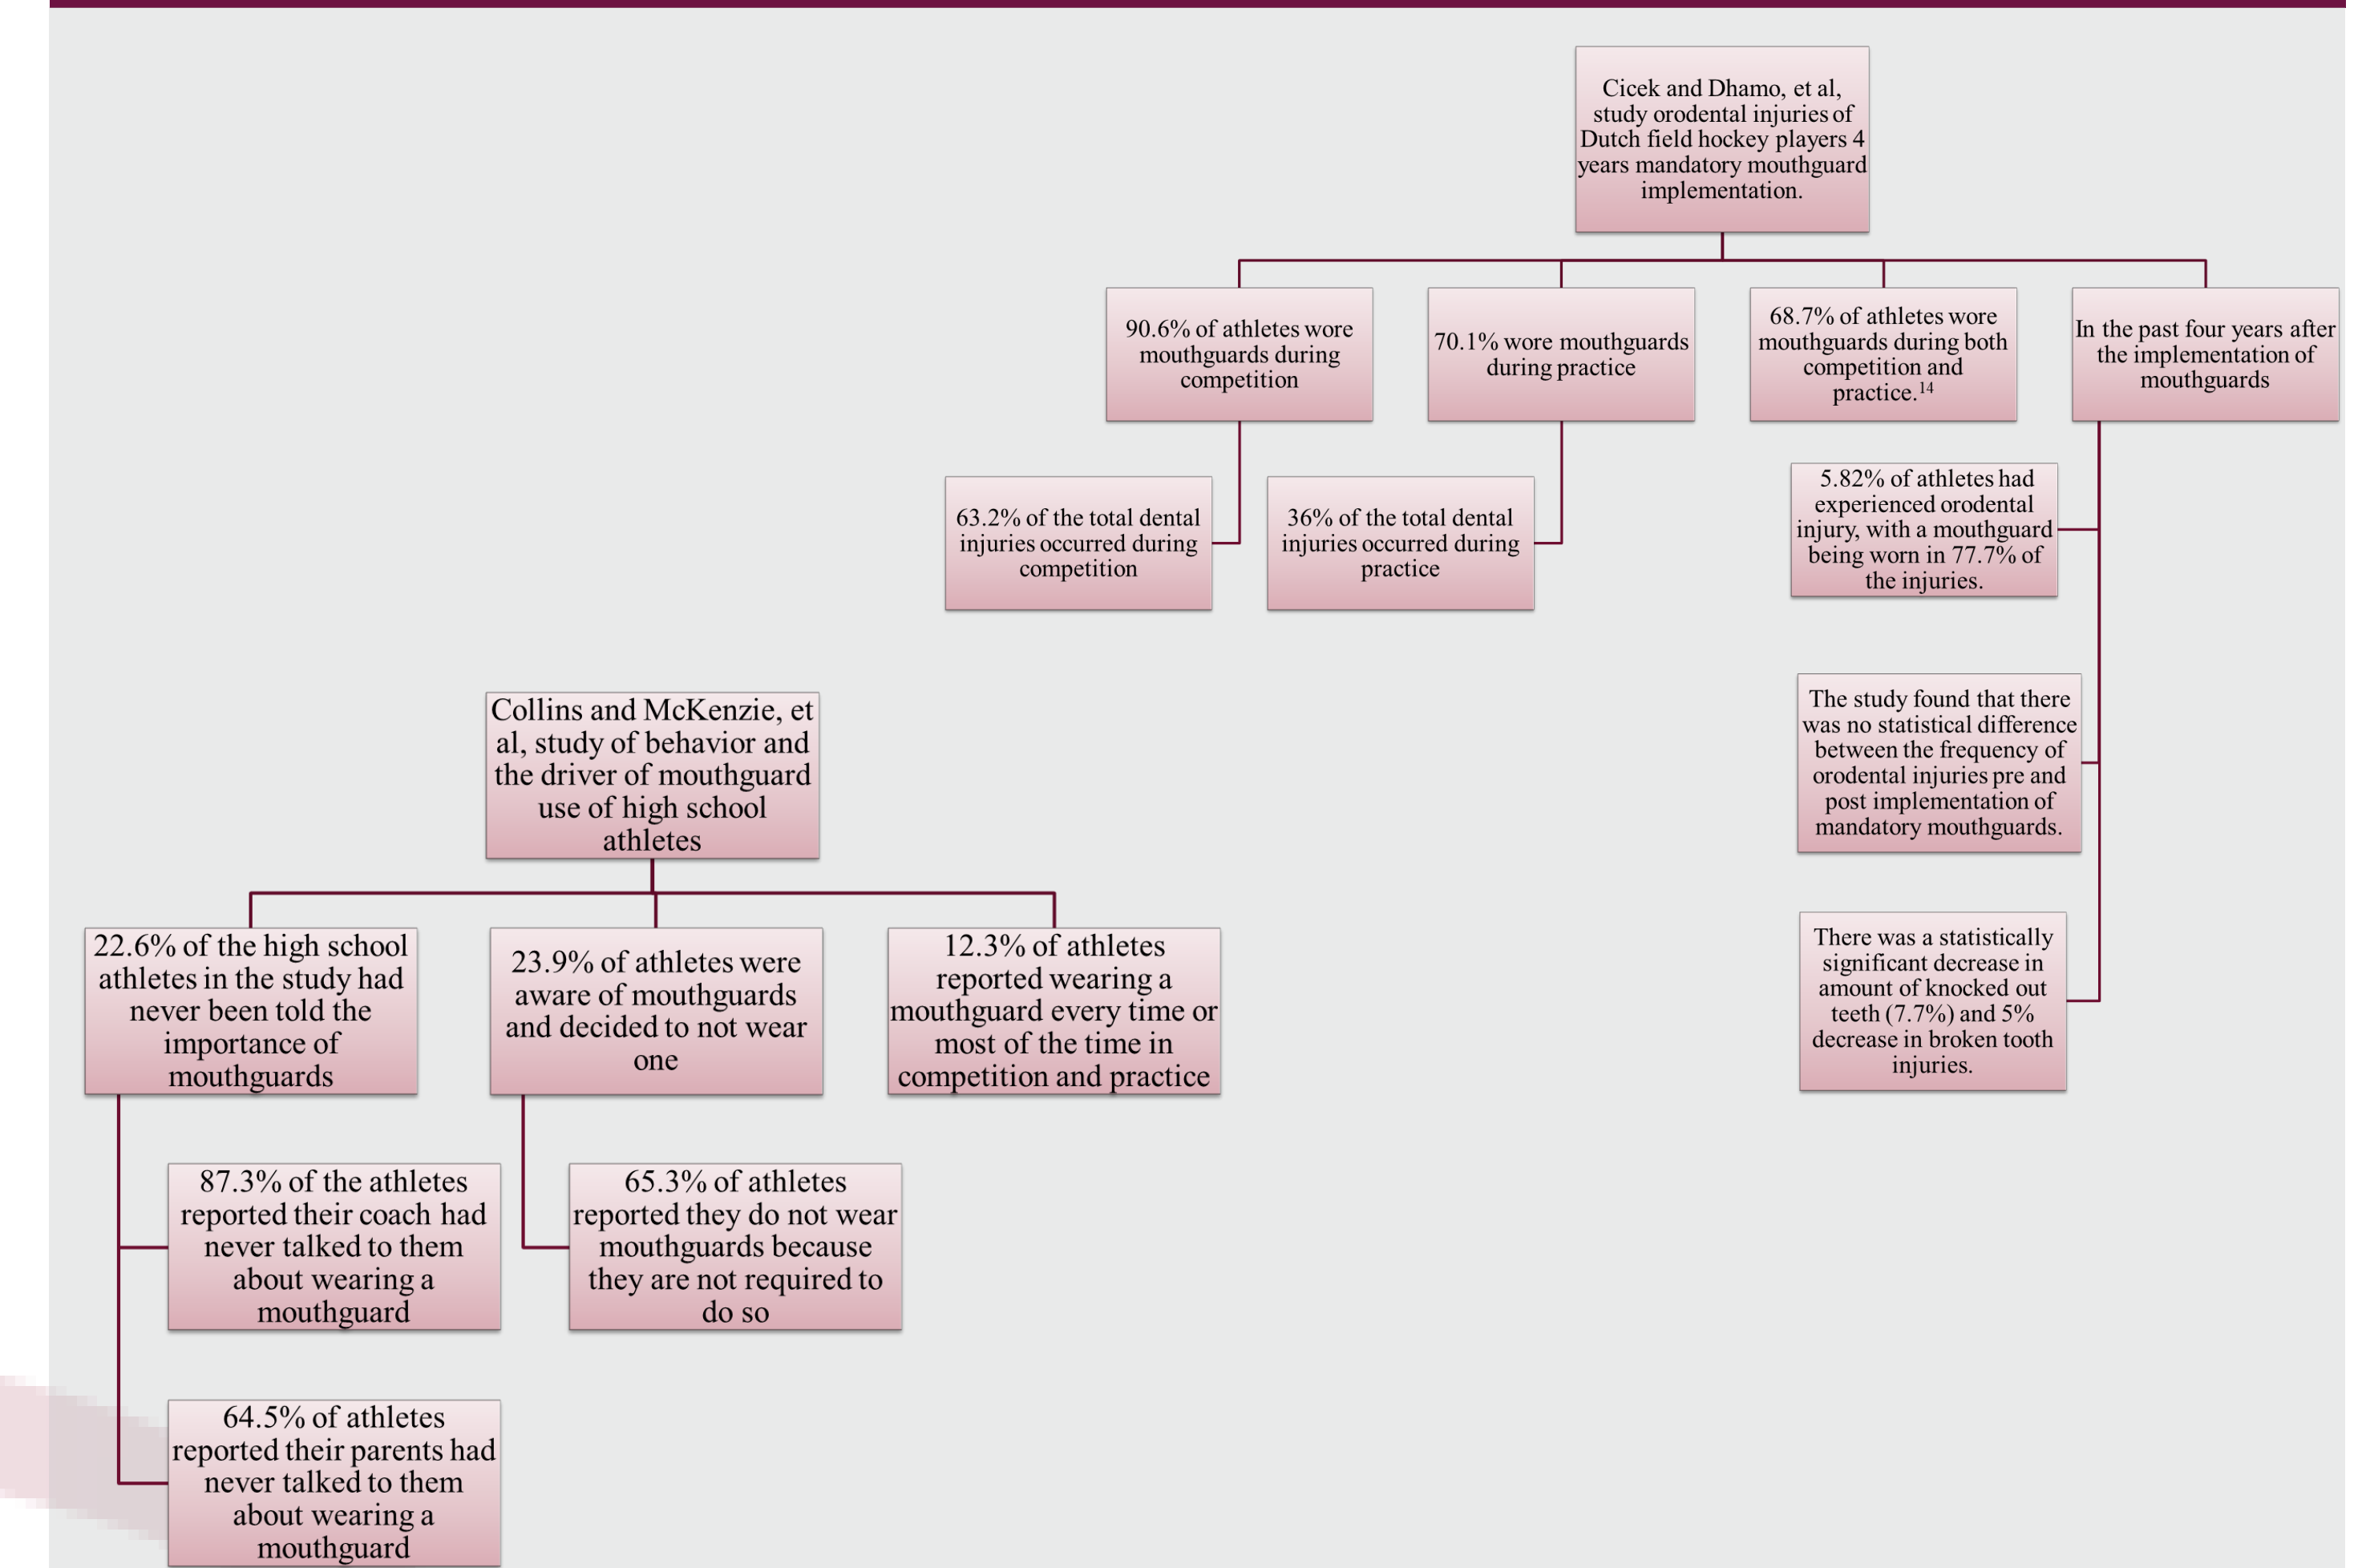 Cicek and Dhamo, et al,
study orodental injuries of
Dutch field hockey players 4
years mandatory mouthguard
implementation.
90.6% of athletes wore
mouthguards during
competition
70.1% wore mouthguards
during practice
68.7% of athletes wore
mouthguards during both
competition and
practice.14
In the past four years after
the implementation of
mouthguards
63.2% of the total dental
injuries occurred during
competition
36% of the total dental
injuries occurred during
practice
5.82% of athletes had
experienced orodental
injury, with a mouthguard
being worn in 77.7% of
the injuries.
The study found that there
was no statistical difference
between the frequency of
orodental injuries pre and
post implementation of
mandatory mouthguards.
There was a statistically
significant decrease in
amount of knocked out
teeth (7.7%) and 5%
decrease in broken tooth
injuries.
Collins and McKenzie, et
al, study of behavior and
the driver of mouthguard
use of high school
athletes
22.6% of the high school
athletes in the study had
never been told the
importance of
mouthguards
23.9% of athletes were
aware of mouthguards
and decided to not wear
one
12.3% of athletes
reported wearing a
mouthguard every time or
most of the time in
competition and practice
87.3% of the athletes
reported their coach had
never talked to them
about wearing a
mouthguard
65.3% of athletes
reported they do not wear
mouthguards because
they are not required to
do so
64.5% of athletes
reported their parents had
never talked to them
about wearing a
mouthguard